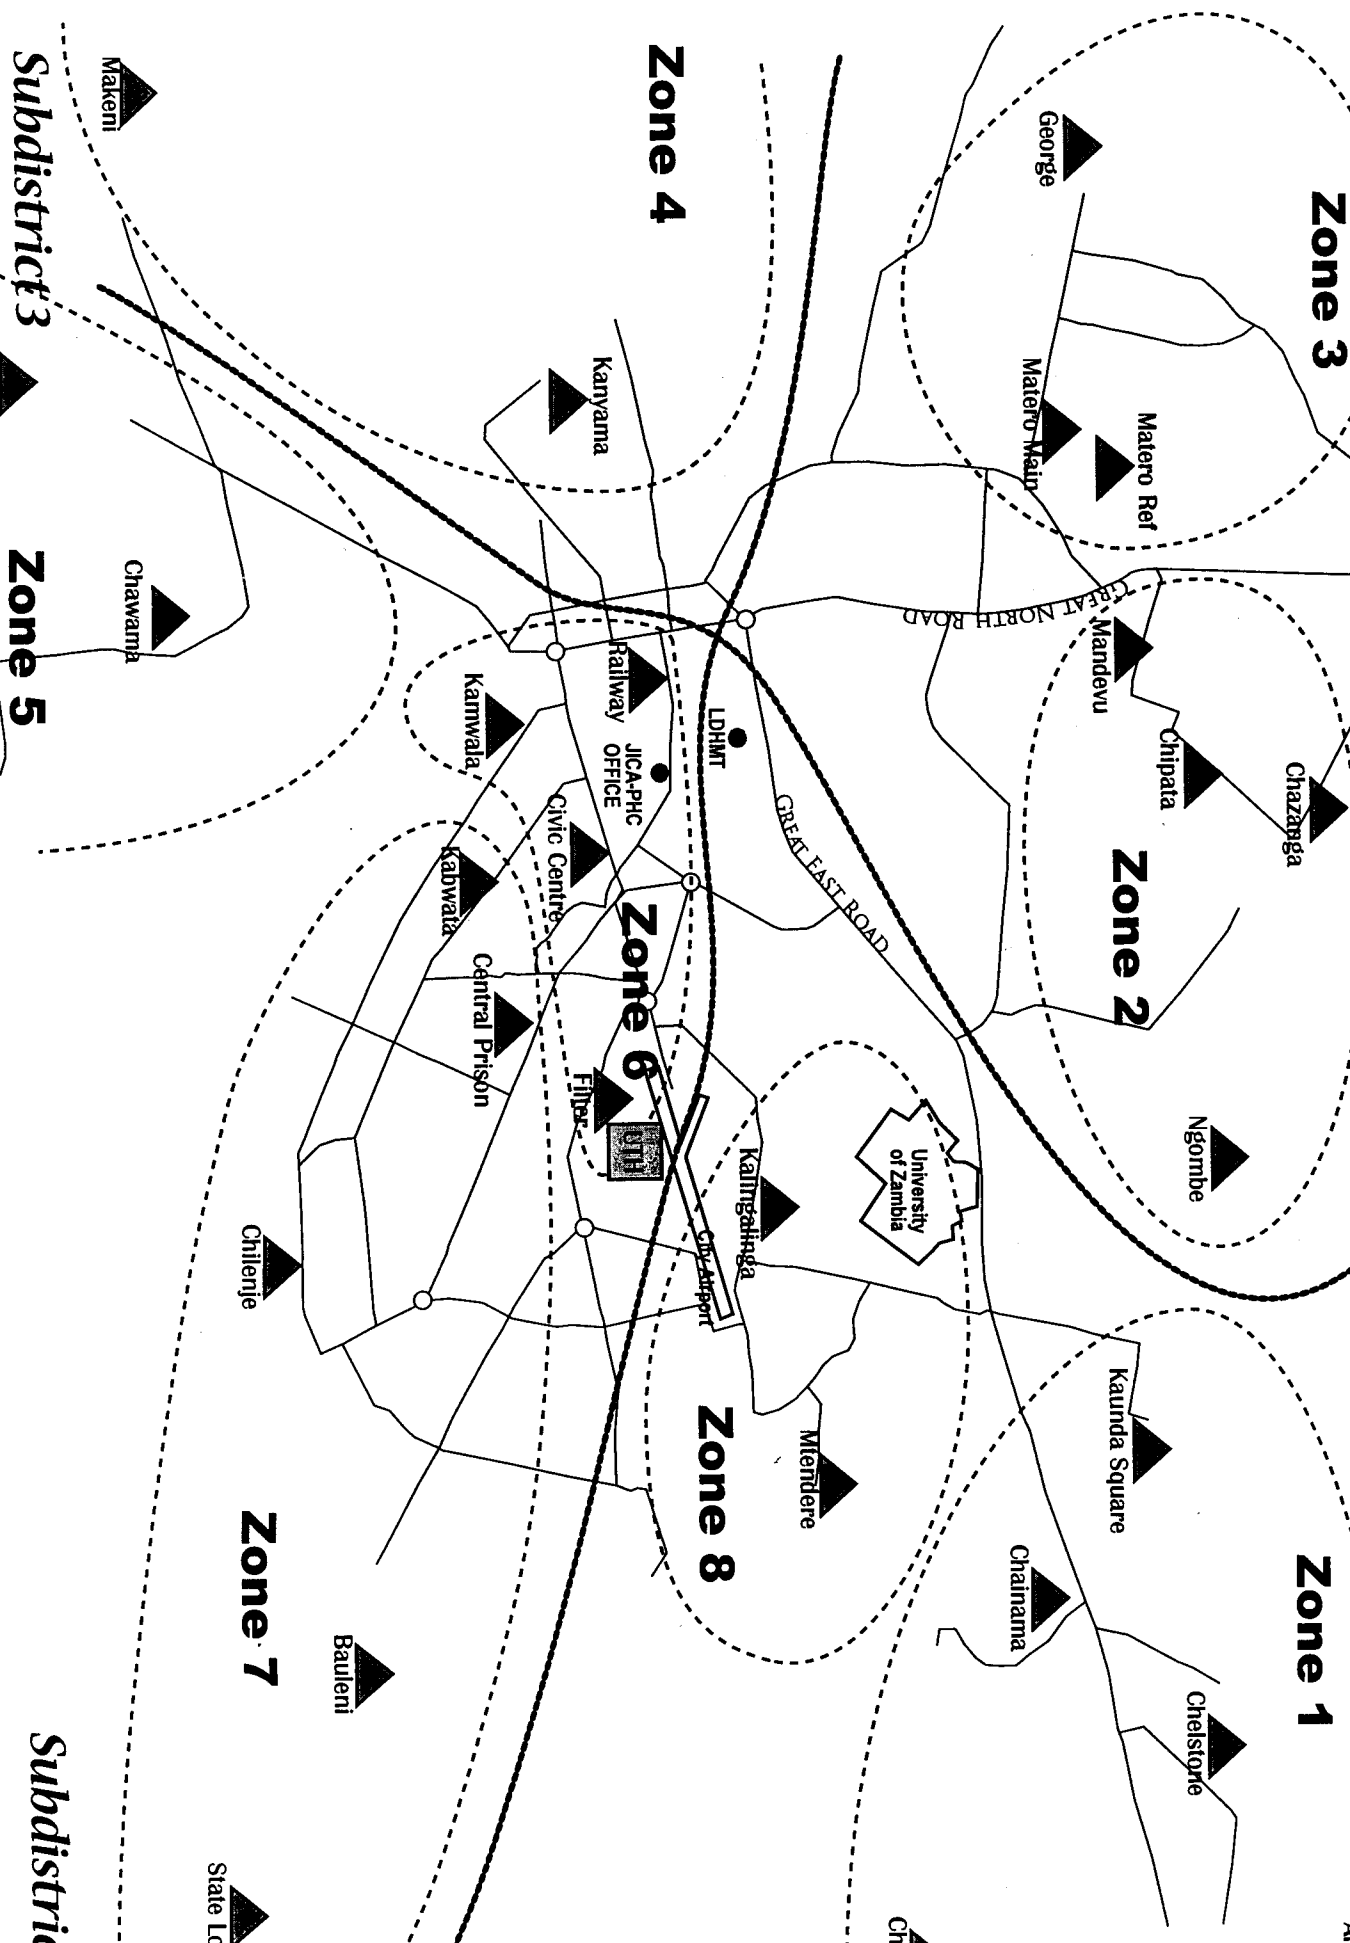 Zone 3
George
Matero Ref
Matero Main
Zone 4
Kanyama
Makeni
Subdistrict 3
Chazanga
Chipata
Mandevu
GREAT NORTH ROAD
Zone 2
Ngombe
LDHMT
GREAT EAST ROAD
Railway
JICA-PHC
OFFICE
Civic Centre
Kamwala
Kabwata
Chawama
Zone 5
Zone 6
Central Prison
Filter
UTH
University
of Zambia
Kalingalinga
City Airport
Zone 8
Mtendere
Kaunda Square
Zone 1
Chainama
Chelstone
Chilenje
Zone 7
Bauleni